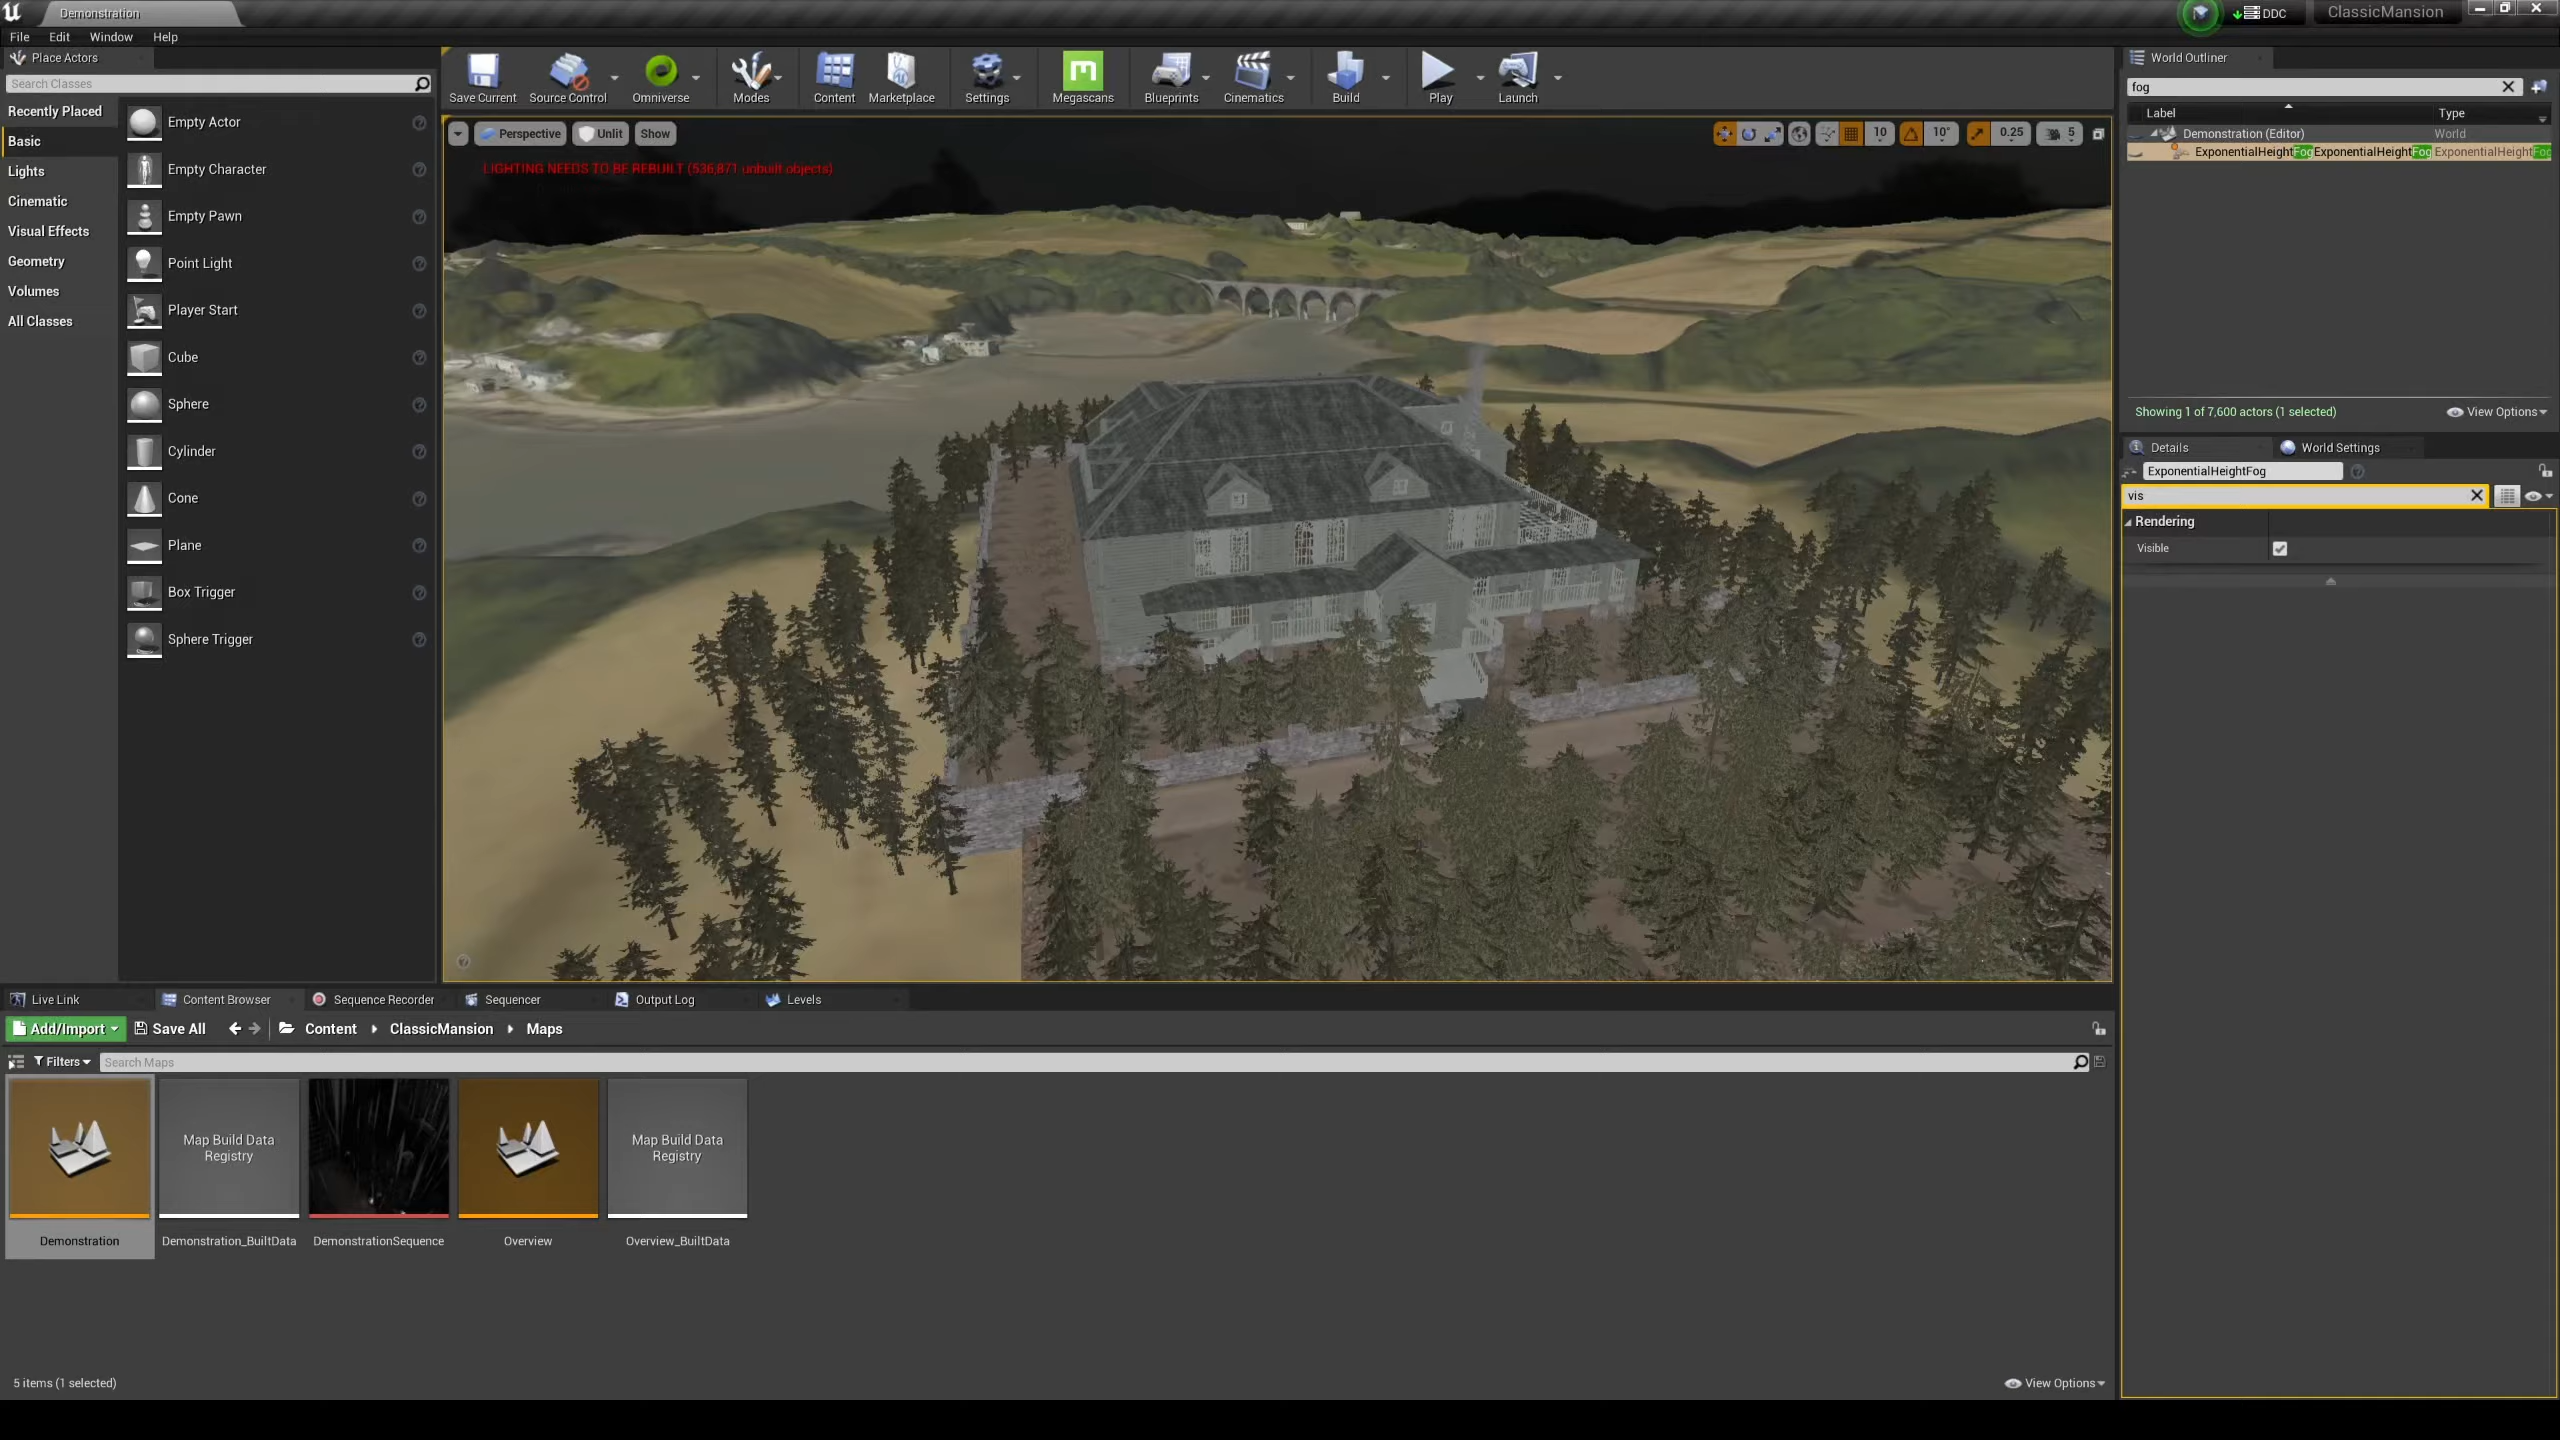 Demonstration
DDC
ClassicMansion
File Edit Window Help
Place Actors
Search Classes
Recently Placed
Basic
Lights
Cinematic
Visual Effects
Geometry
Volumes
All Classes
Empty Actor
Empty Character
Empty Pawn
Point Light
Player Start
Cube
Sphere
Cylinder
Cone
Plane
Box Trigger
Sphere Trigger
Save Current Source Control Omniverse Modes Content Marketplace Settings Megascans Blueprints Cinematics Build Play Launch
Perspective Unlit Show
10 10° 0.25 5
LIGHTING NEEDS TO BE REBUILT (536,871 unbuilt objects)
World Outliner
fog
Label Type
Demonstration (Editor) World
ExponentialHeightFog ExponentialHeightFog ExponentialHeightFog
Showing 1 of 7,600 actors (1 selected) View Options
Details World Settings
ExponentialHeightFog
vis
Rendering
Visible
Live Link Content Browser Sequence Recorder Sequencer Output Log Levels
Add/Import Save All Content ClassicMansion Maps
Filters Search Maps
Map Build Data
Registry
Map Build Data
Registry
Demonstration Demonstration_BuiltData DemonstrationSequence Overview Overview_BuiltData
5 items (1 selected) View Options